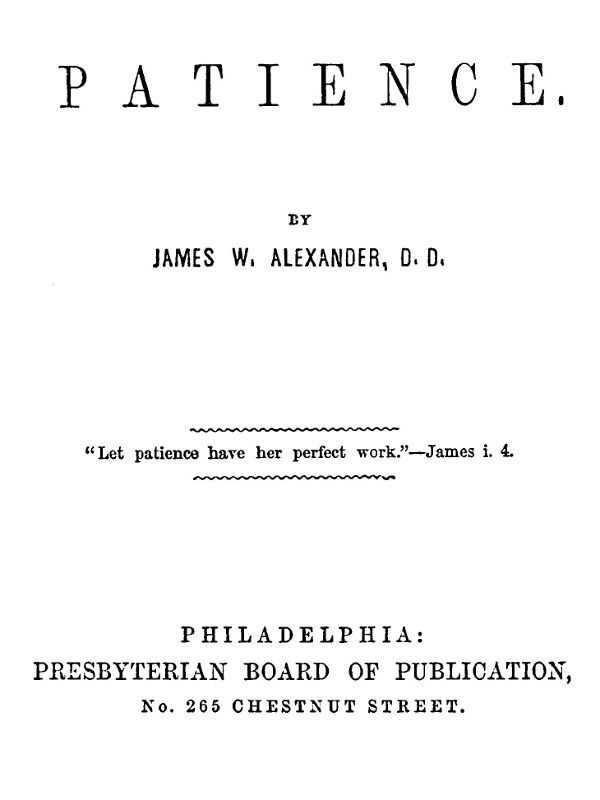 PATIENCE.
BY
JAMES W. ALEXANDER, D. D.
"Let patience have her perfect work."—James i. 4.
PHILADELPHIA:
PRESBYTERIAN BOARD OF PUBLICATION,
No. 265 CHESTNUT STREET.